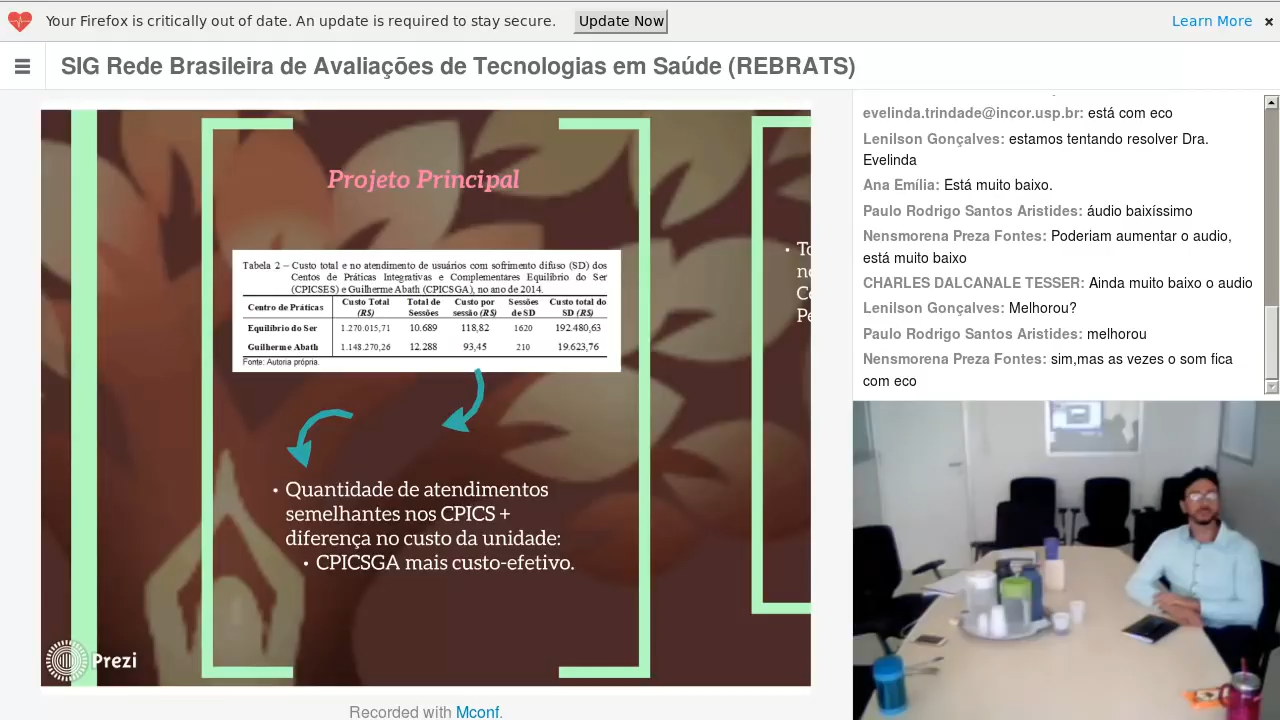 Your Firefox is critically out of date. An update is required to stay secure.
Update Now
Learn More
SIG Rede Brasileira de Avaliações de Tecnologias em Saúde (REBRATS)
Projeto Principal
Tabela 2 – Custo total e no atendimento de usuários com sofrimento difuso (SD) dos
Centos de Práticas Integrativas e Complementares Equilíbrio do Ser
(CPICSES) e Guilherme Abath (CPICSGA), no ano de 2014.
Centro de Práticas Custo Total (R$) Total de Sessões Custo por sessão (R$) Sessões de SD Custo total do SD (R$)
Equilíbrio do Ser 1.270.015,71 10.689 118,82 1620 192.480,63
Guilherme Abath 1.148.270,26 12.288 93,45 210 19.623,76
Fonte: Autoria própria.
• Quantidade de atendimentos
semelhantes nos CPICS +
diferença no custo da unidade:
• CPICSGA mais custo-efetivo.
Prezi
Recorded with Mconf.
evelinda.trindade@incor.usp.br: está com eco
Lenilson Gonçalves: estamos tentando resolver Dra.
Evelinda
Ana Emília: Está muito baixo.
Paulo Rodrigo Santos Aristides: áudio baixíssimo
Nensmorena Preza Fontes: Poderiam aumentar o audio,
está muito baixo
CHARLES DALCANALE TESSER: Ainda muito baixo o audio
Lenilson Gonçalves: Melhorou?
Paulo Rodrigo Santos Aristides: melhorou
Nensmorena Preza Fontes: sim,mas as vezes o som fica
com eco